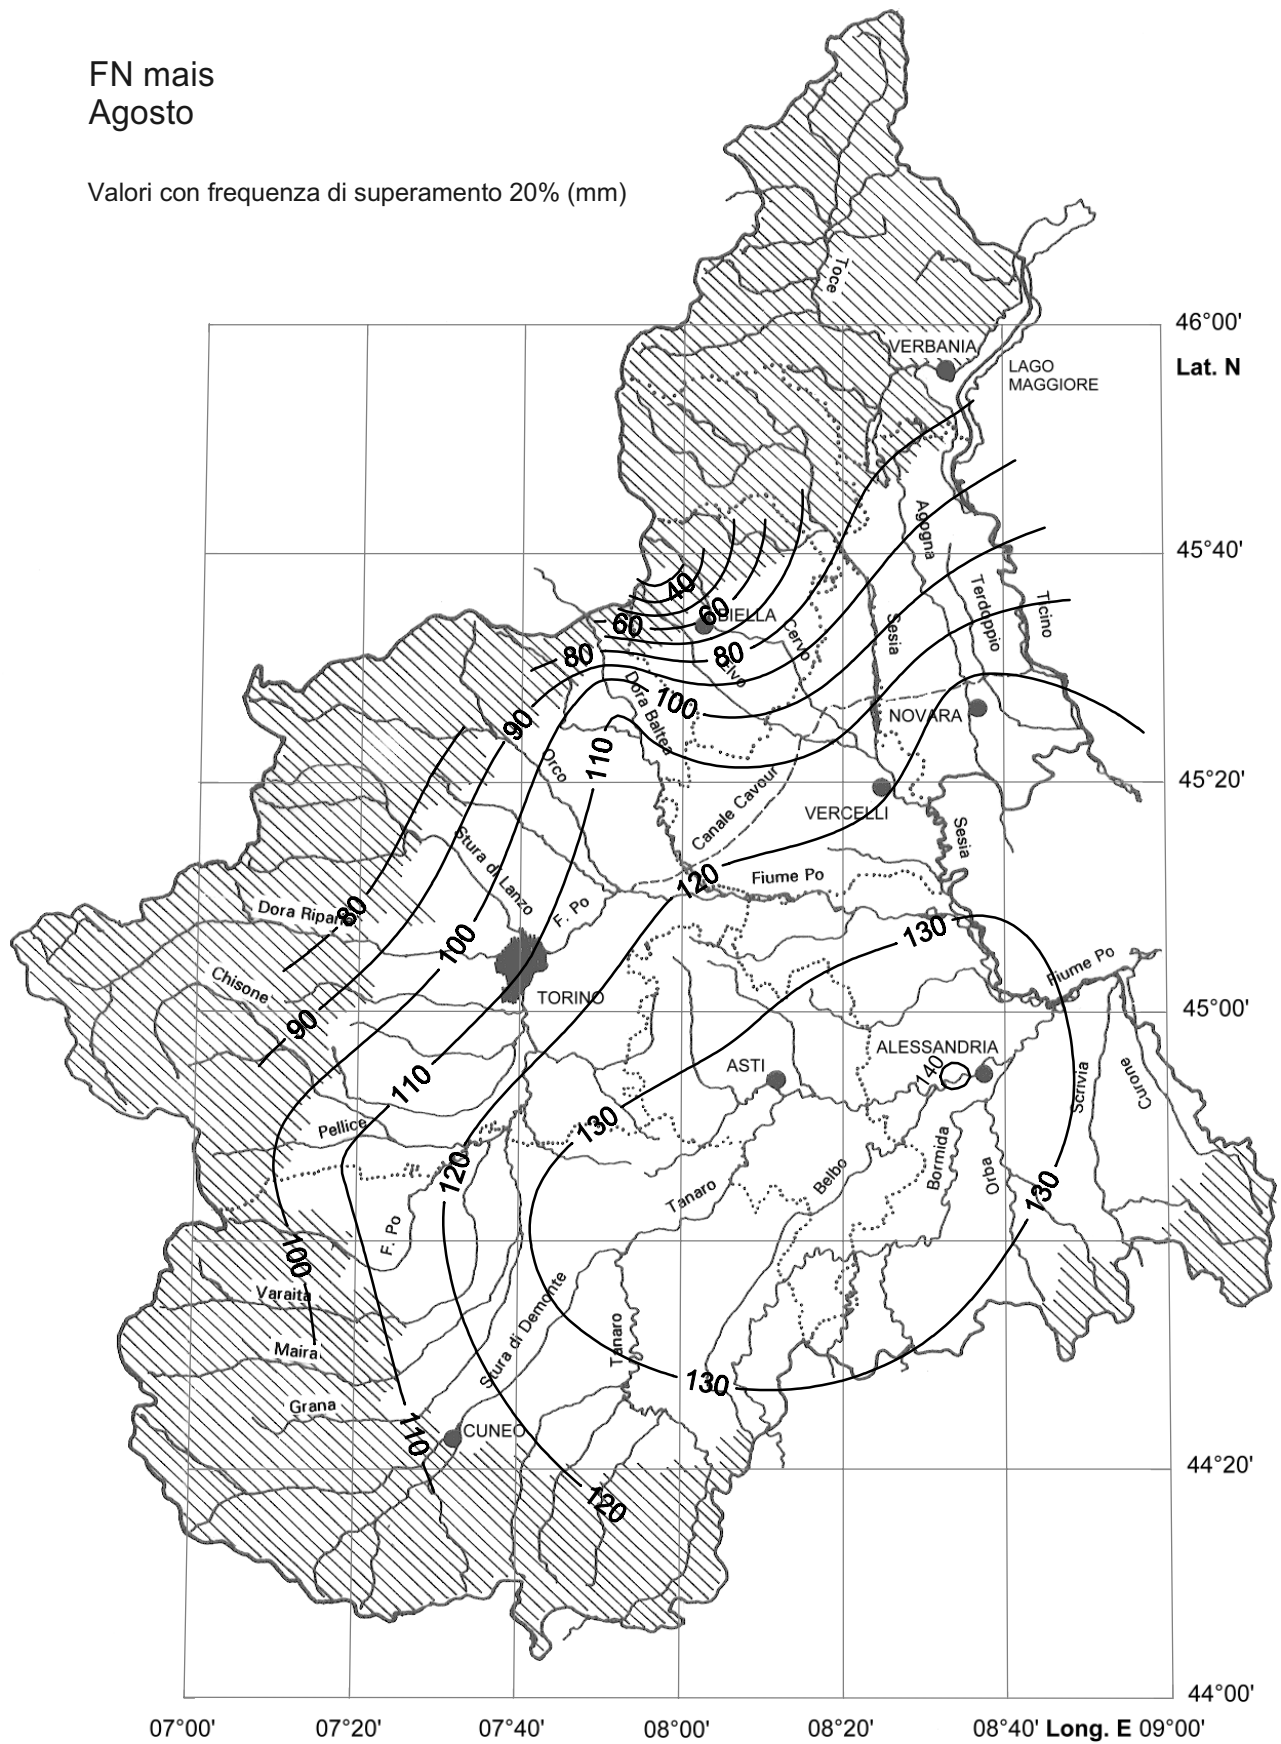 FN mais
Agosto
Valori con frequenza di superamento 20% (mm)
Toce
46°00'
VERBANIA
Lat. N
LAGO
MAGGIORE
Agogna
45°40'
Terdoppio
Ticino
40
60
60
BIELLA
Cervo
Sesia
80
80
Elvo
Dora Baltea
100
90
NOVARA
110
Orco
45°20'
Canale Cavour
VERCELLI
Stura di Lanzo
Sesia
120
Fiume Po
80
Dora Riparia
F. Po
100
130
Fiume Po
Chisone
TORINO
45°00'
90
ALESSANDRIA
140
ASTI
110
Scrivia
Curone
130
Pellice
120
Bormida
Orba
Belbo
Tanaro
130
F. Po
100
Varaita
Stura di Demonte
Tanaro
Maira
130
Grana
110
CUNEO
44°20'
120
44°00'
07°00'
07°20'
07°40'
08°00'
08°20'
08°40'
Long. E
09°00'